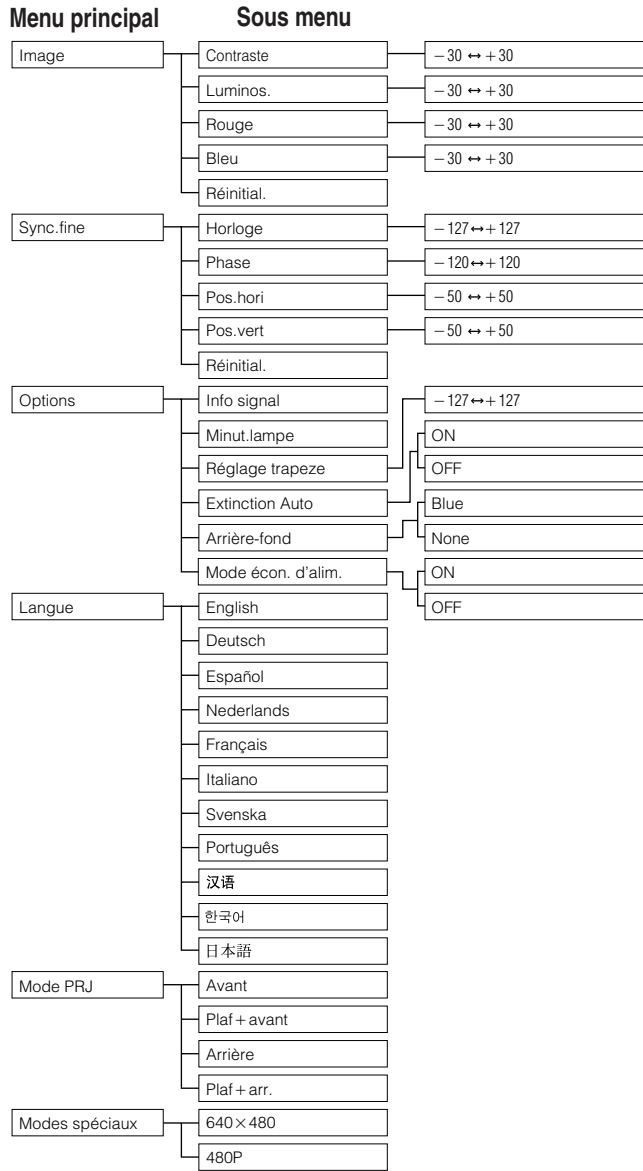 Menu principal Sous menu
Image Contraste −30 ↔ +30
Luminos. −30 ↔ +30
Rouge −30 ↔ +30
Bleu −30 ↔ +30
Réinitial.
Sync.fine Horloge −127↔+127
Phase −120↔+120
Pos.hori −50 ↔ +50
Pos.vert −50 ↔ +50
Réinitial.
Options Info signal −127↔+127
Minut.lampe ON
Réglage trapeze OFF
Extinction Auto Blue
Arrière-fond None
Mode écon. d'alim. ON
Langue English OFF
Deutsch
Español
Nederlands
Français
Italiano
Svenska
Português
汉语
한국어
日本語
Mode PRJ Avant
Plaf+avant
Arrière
Plaf+arr.
Modes spéciaux 640×480
480P